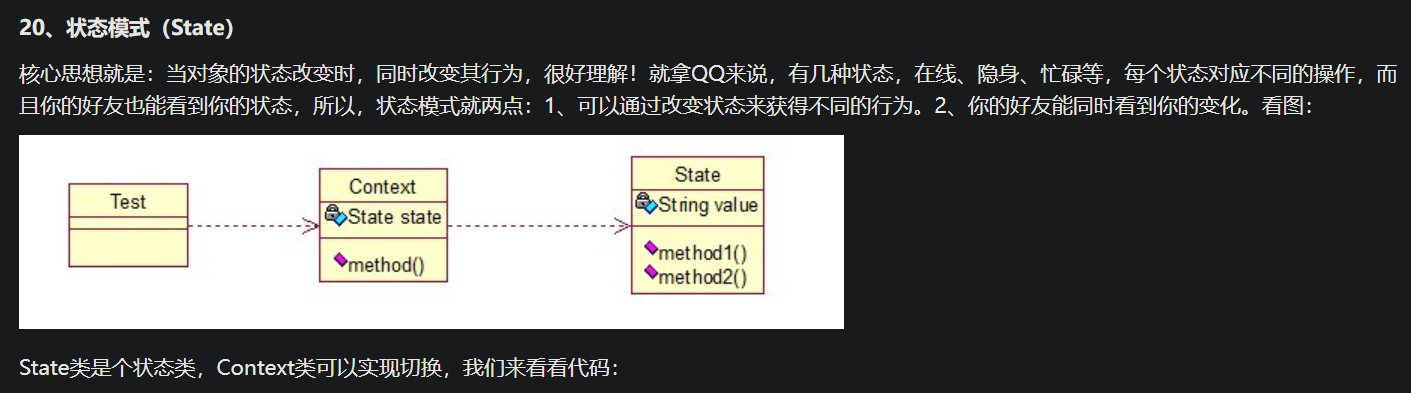 20、状态模式（State）
核心思想就是：当对象的状态改变时，同时改变其行为，很好理解！就拿QQ来说，有几种状态，在线、隐身、忙碌等，每个状态对应不同的操作，而
且你的好友也能看到你的状态，所以，状态模式就两点：1、可以通过改变状态来获得不同的行为。2、你的好友能同时看到你的变化。看图：
Test
Context
State state
method()
State
String value
method1()
method2()
State类是个状态类，Context类可以实现切换，我们来看看代码：